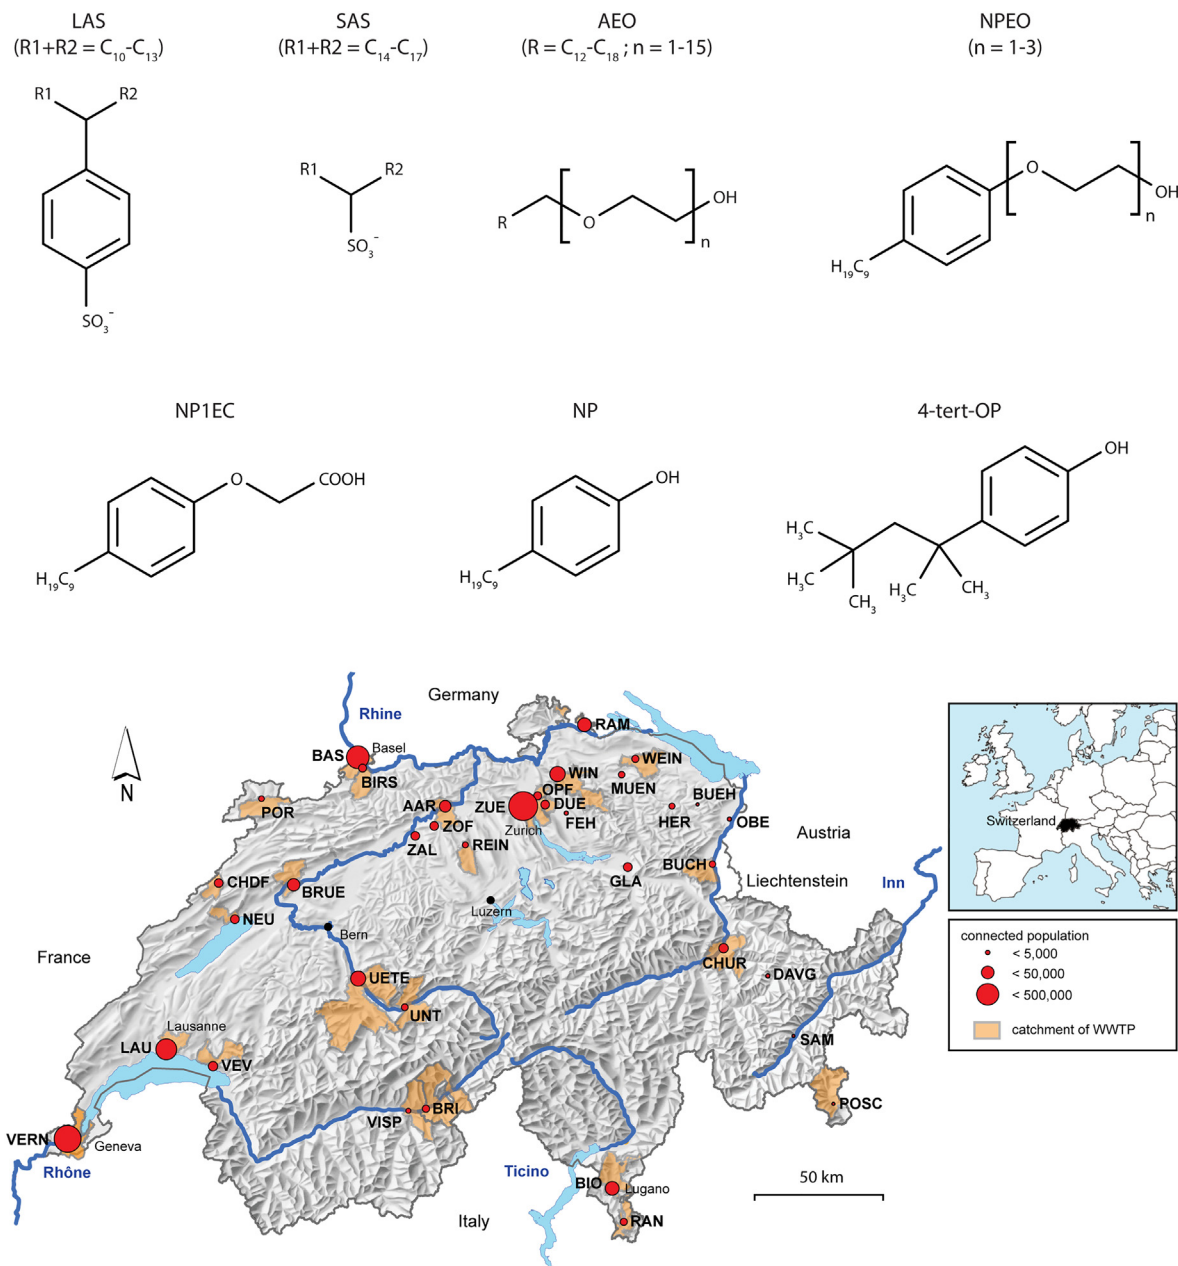 LAS
(R1+R2 = C10-C13)
SAS
(R1+R2 = C14-C17)
AEO
(R = C12-C18 ; n = 1-15)
NPEO
(n = 1-3)
R1
R2
SO3-
R1
R2
SO3-
R
O
n
OH
O
n
OH
H19C9
NP1EC
NP
4-tert-OP
O
COOH
H19C9
OH
H19C9
OH
H3C
H3C
CH3
H3C
CH3
Germany
Rhine
RAM
BAS
Basel
BIRS
WEIN
WIN
MUEN
OPF
BUEH
POR
AAR
ZUE
DUE
FEH
HER
OBE
ZOF
Zurich
Austria
ZAL
REIN
BUCH
GLA
Liechtenstein
Inn
CHDF
BRUE
NEU
Luzern
Bern
France
CHUR
DAVG
UETE
UNT
Lausanne
LAU
VEV
SAM
POSC
VISP
BRI
VERN
Geneva
Rhône
Ticino
BIO
Lugano
RAN
Italy
50 km
N
Switzerland
connected population
< 5,000
< 50,000
< 500,000
catchment of WWTP